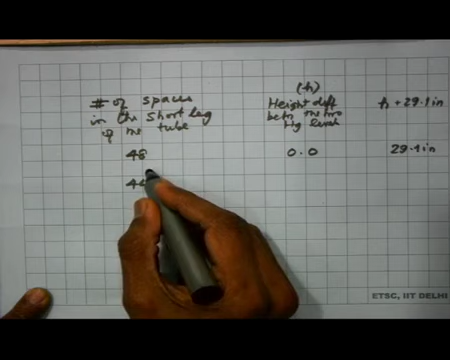 # of spaces
in the short leg
of the tube
(h)
Height diff
betn the two
Hg level
h + 29.1 in
48
0.0
29.1 in
ETSC, IIT DELHI